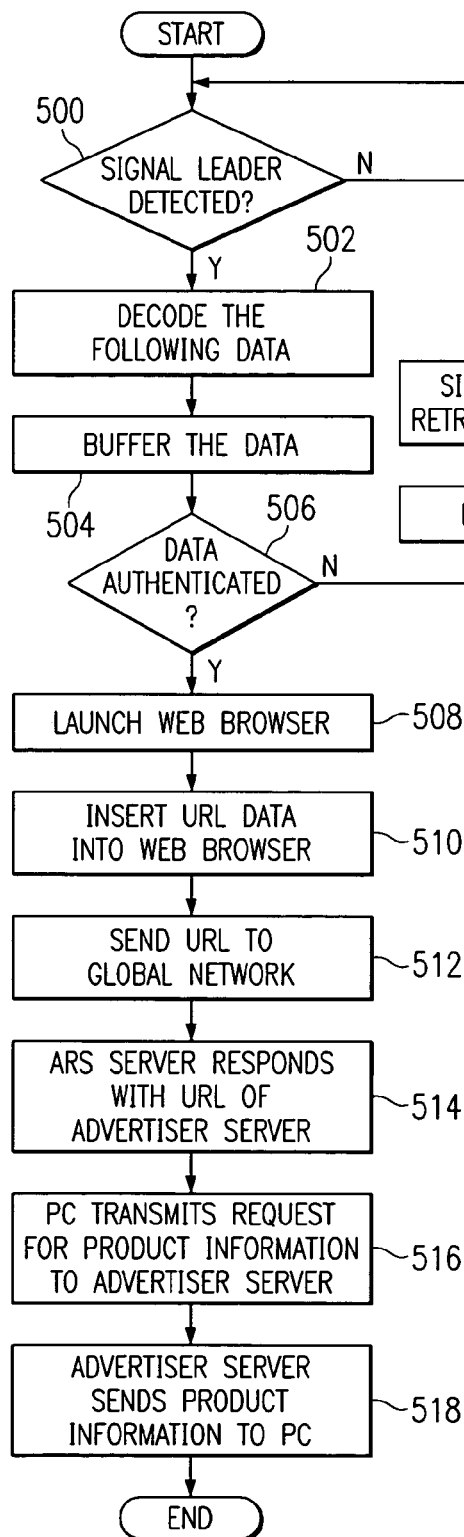 START
500
SIGNAL LEADER
DETECTED?
N
Y
502
DECODE THE
FOLLOWING DATA
BUFFER THE DATA
504
506
DATA
AUTHENTICATED
?
N
Y
LAUNCH WEB BROWSER
508
INSERT URL DATA
INTO WEB BROWSER
510
SEND URL TO
GLOBAL NETWORK
512
ARS SERVER RESPONDS
WITH URL OF
ADVERTISER SERVER
514
PC TRANSMITS REQUEST
FOR PRODUCT INFORMATION
TO ADVERTISER SERVER
516
ADVERTISER SERVER
SENDS PRODUCT
INFORMATION TO PC
518
END
SI
RETR